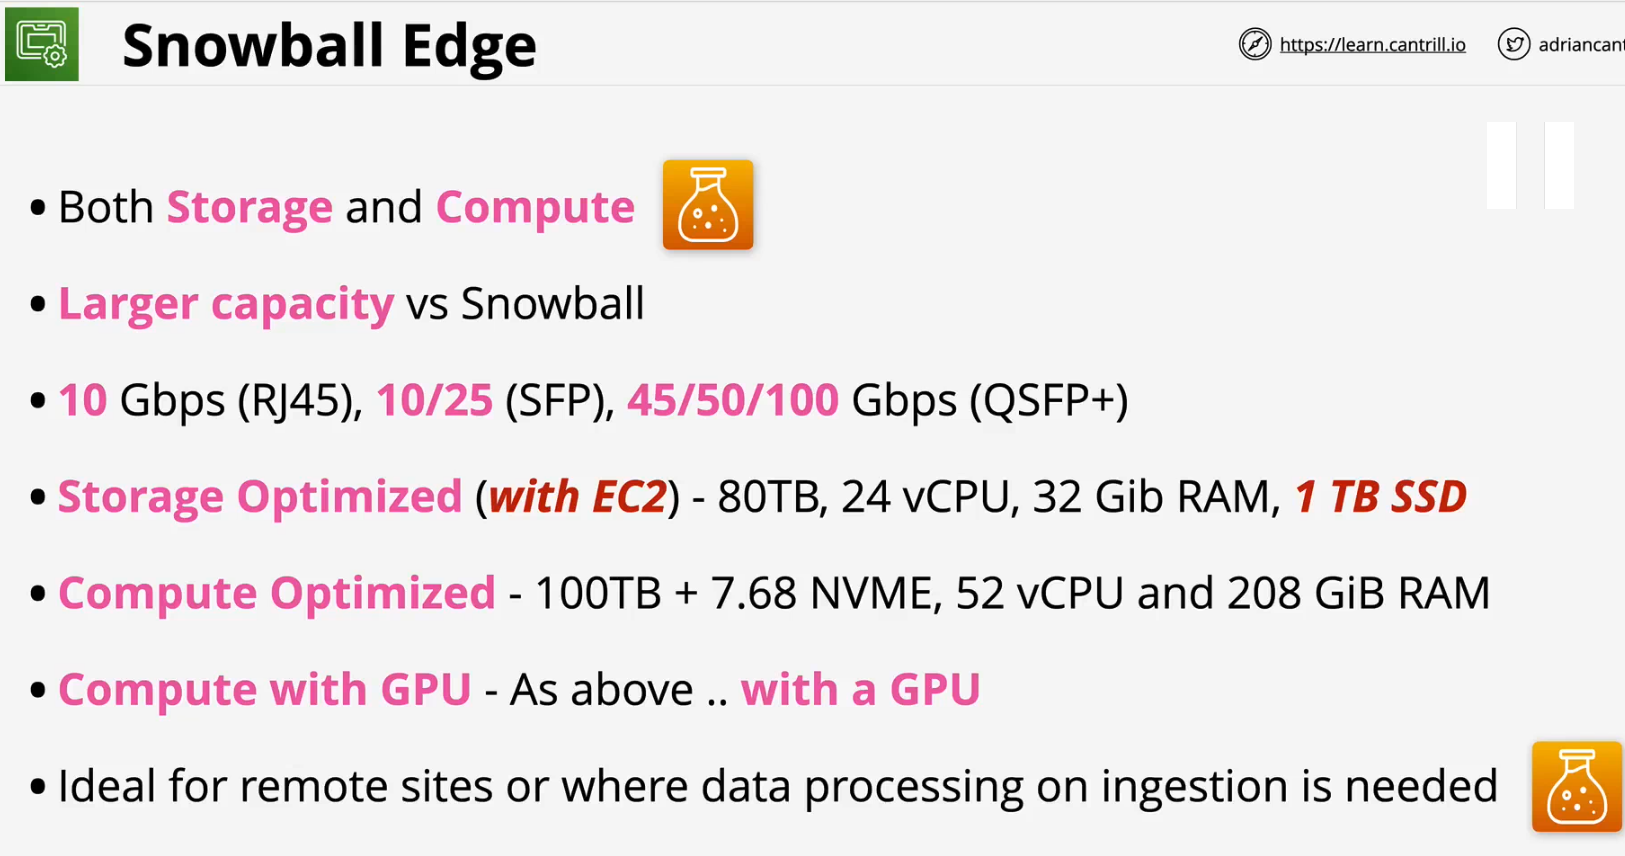 Snowball Edge
https://learn.cantrill.io
adriancant
• Both Storage and Compute
• Larger capacity vs Snowball
• 10 Gbps (RJ45), 10/25 (SFP), 45/50/100 Gbps (QSFP+)
• Storage Optimized (with EC2) - 80TB, 24 vCPU, 32 Gib RAM, 1 TB SSD
• Compute Optimized - 100TB + 7.68 NVME, 52 vCPU and 208 GiB RAM
• Compute with GPU - As above .. with a GPU
• Ideal for remote sites or where data processing on ingestion is needed